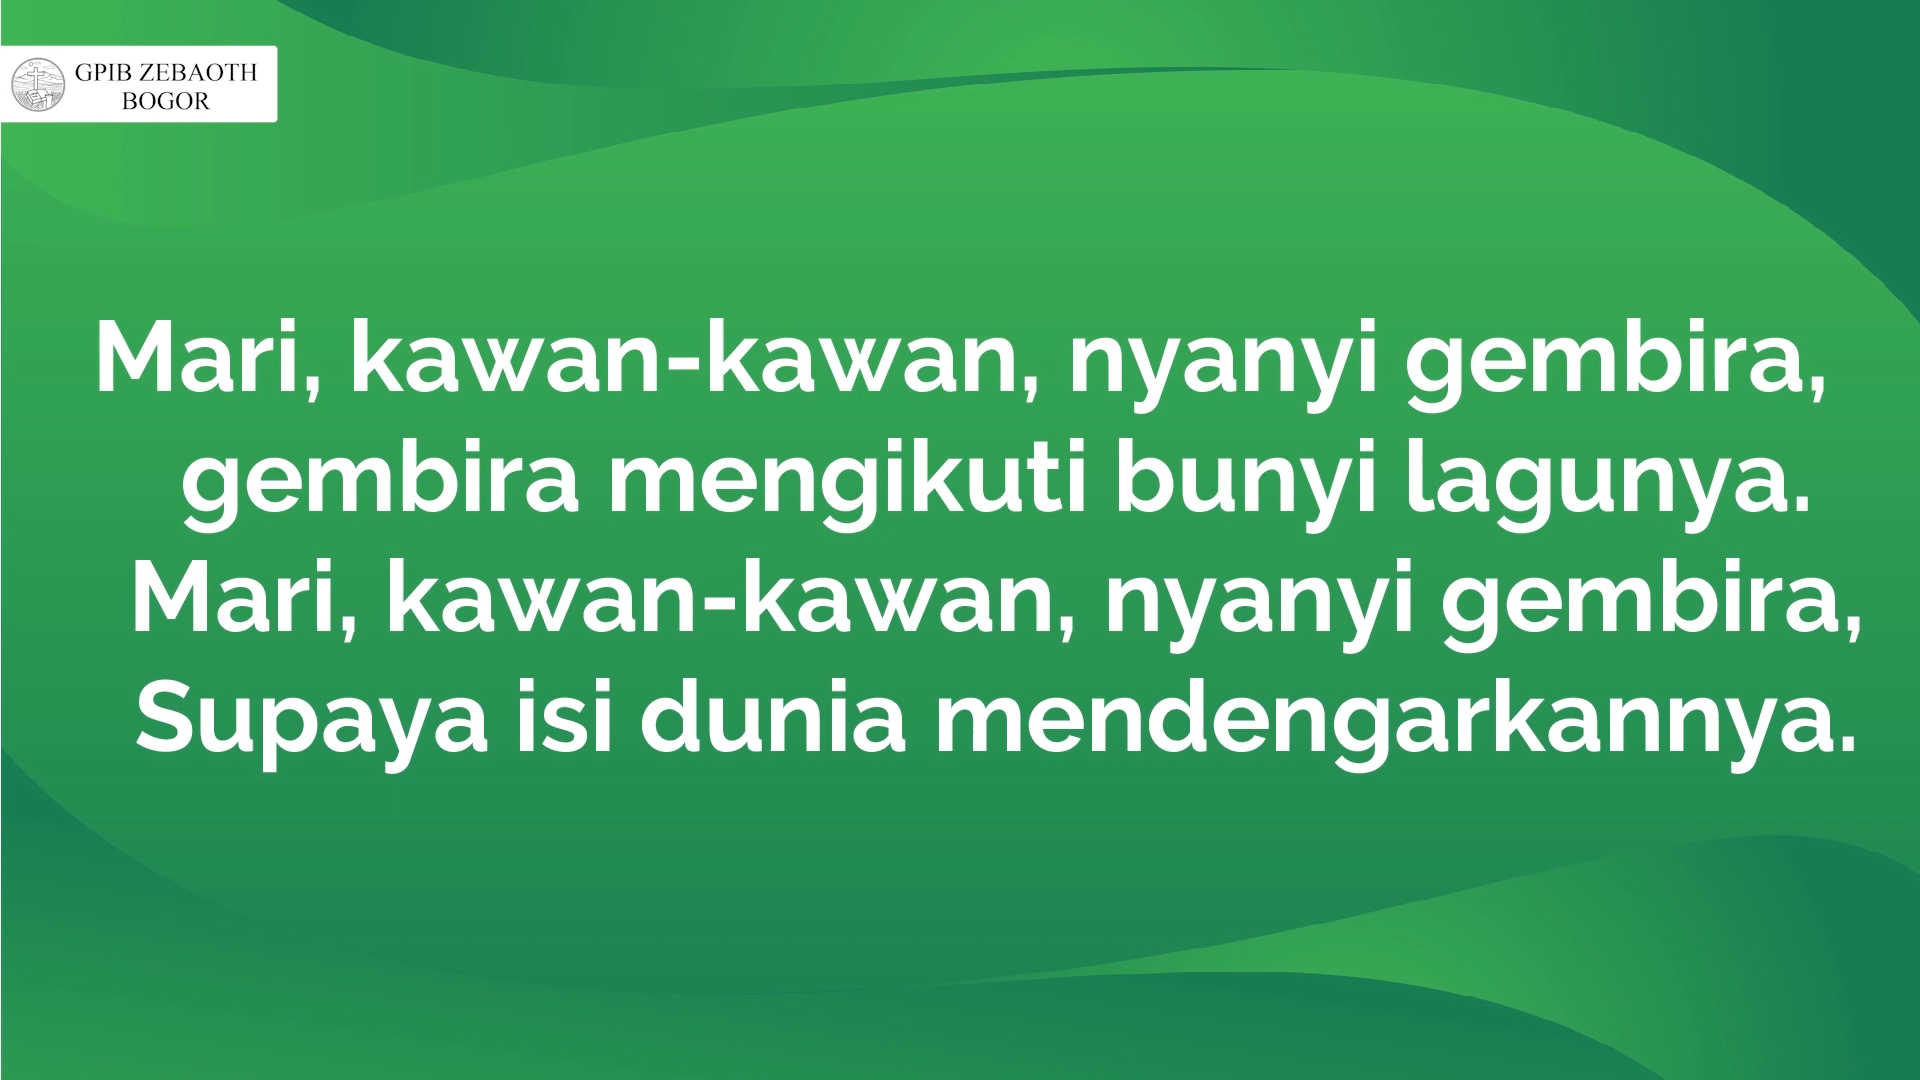 GPIB ZEBAOTH
BOGOR
Mari, kawan-kawan, nyanyi gembira,
gembira mengikuti bunyi lagunya.
Mari, kawan-kawan, nyanyi gembira,
Supaya isi dunia mendengarkannya.